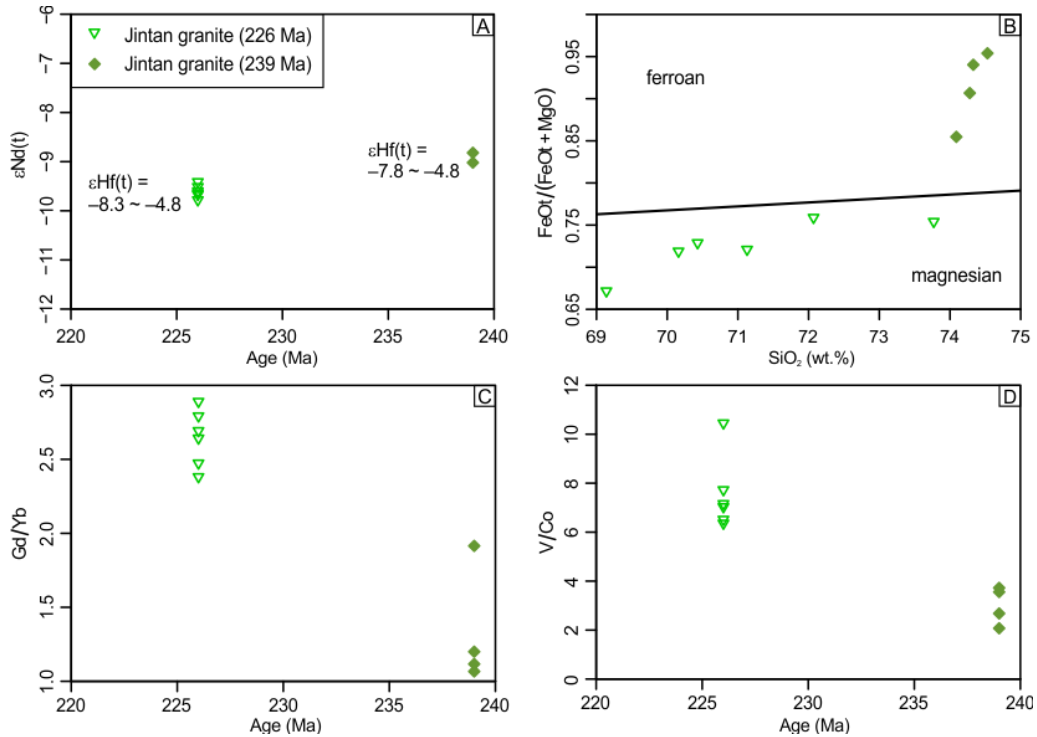 A
Jintan granite (226 Ma)
Jintan granite (239 Ma)
−6
−7
−8
−9
−10
−11
−12
εNd(t)
εHf(t) =
−8.3 ~ −4.8
εHf(t) =
−7.8 ~ −4.8
220
225
230
235
240
Age (Ma)
B
0.95
0.85
0.75
0.65
FeOt/(FeOt + MgO)
ferroan
magnesian
69
70
71
72
73
74
75
SiO₂ (wt.%)
C
3.0
2.5
2.0
1.5
1.0
Gd/Yb
220
225
230
235
240
Age (Ma)
D
12
10
8
6
4
2
0
V/Co
220
225
230
235
240
Age (Ma)